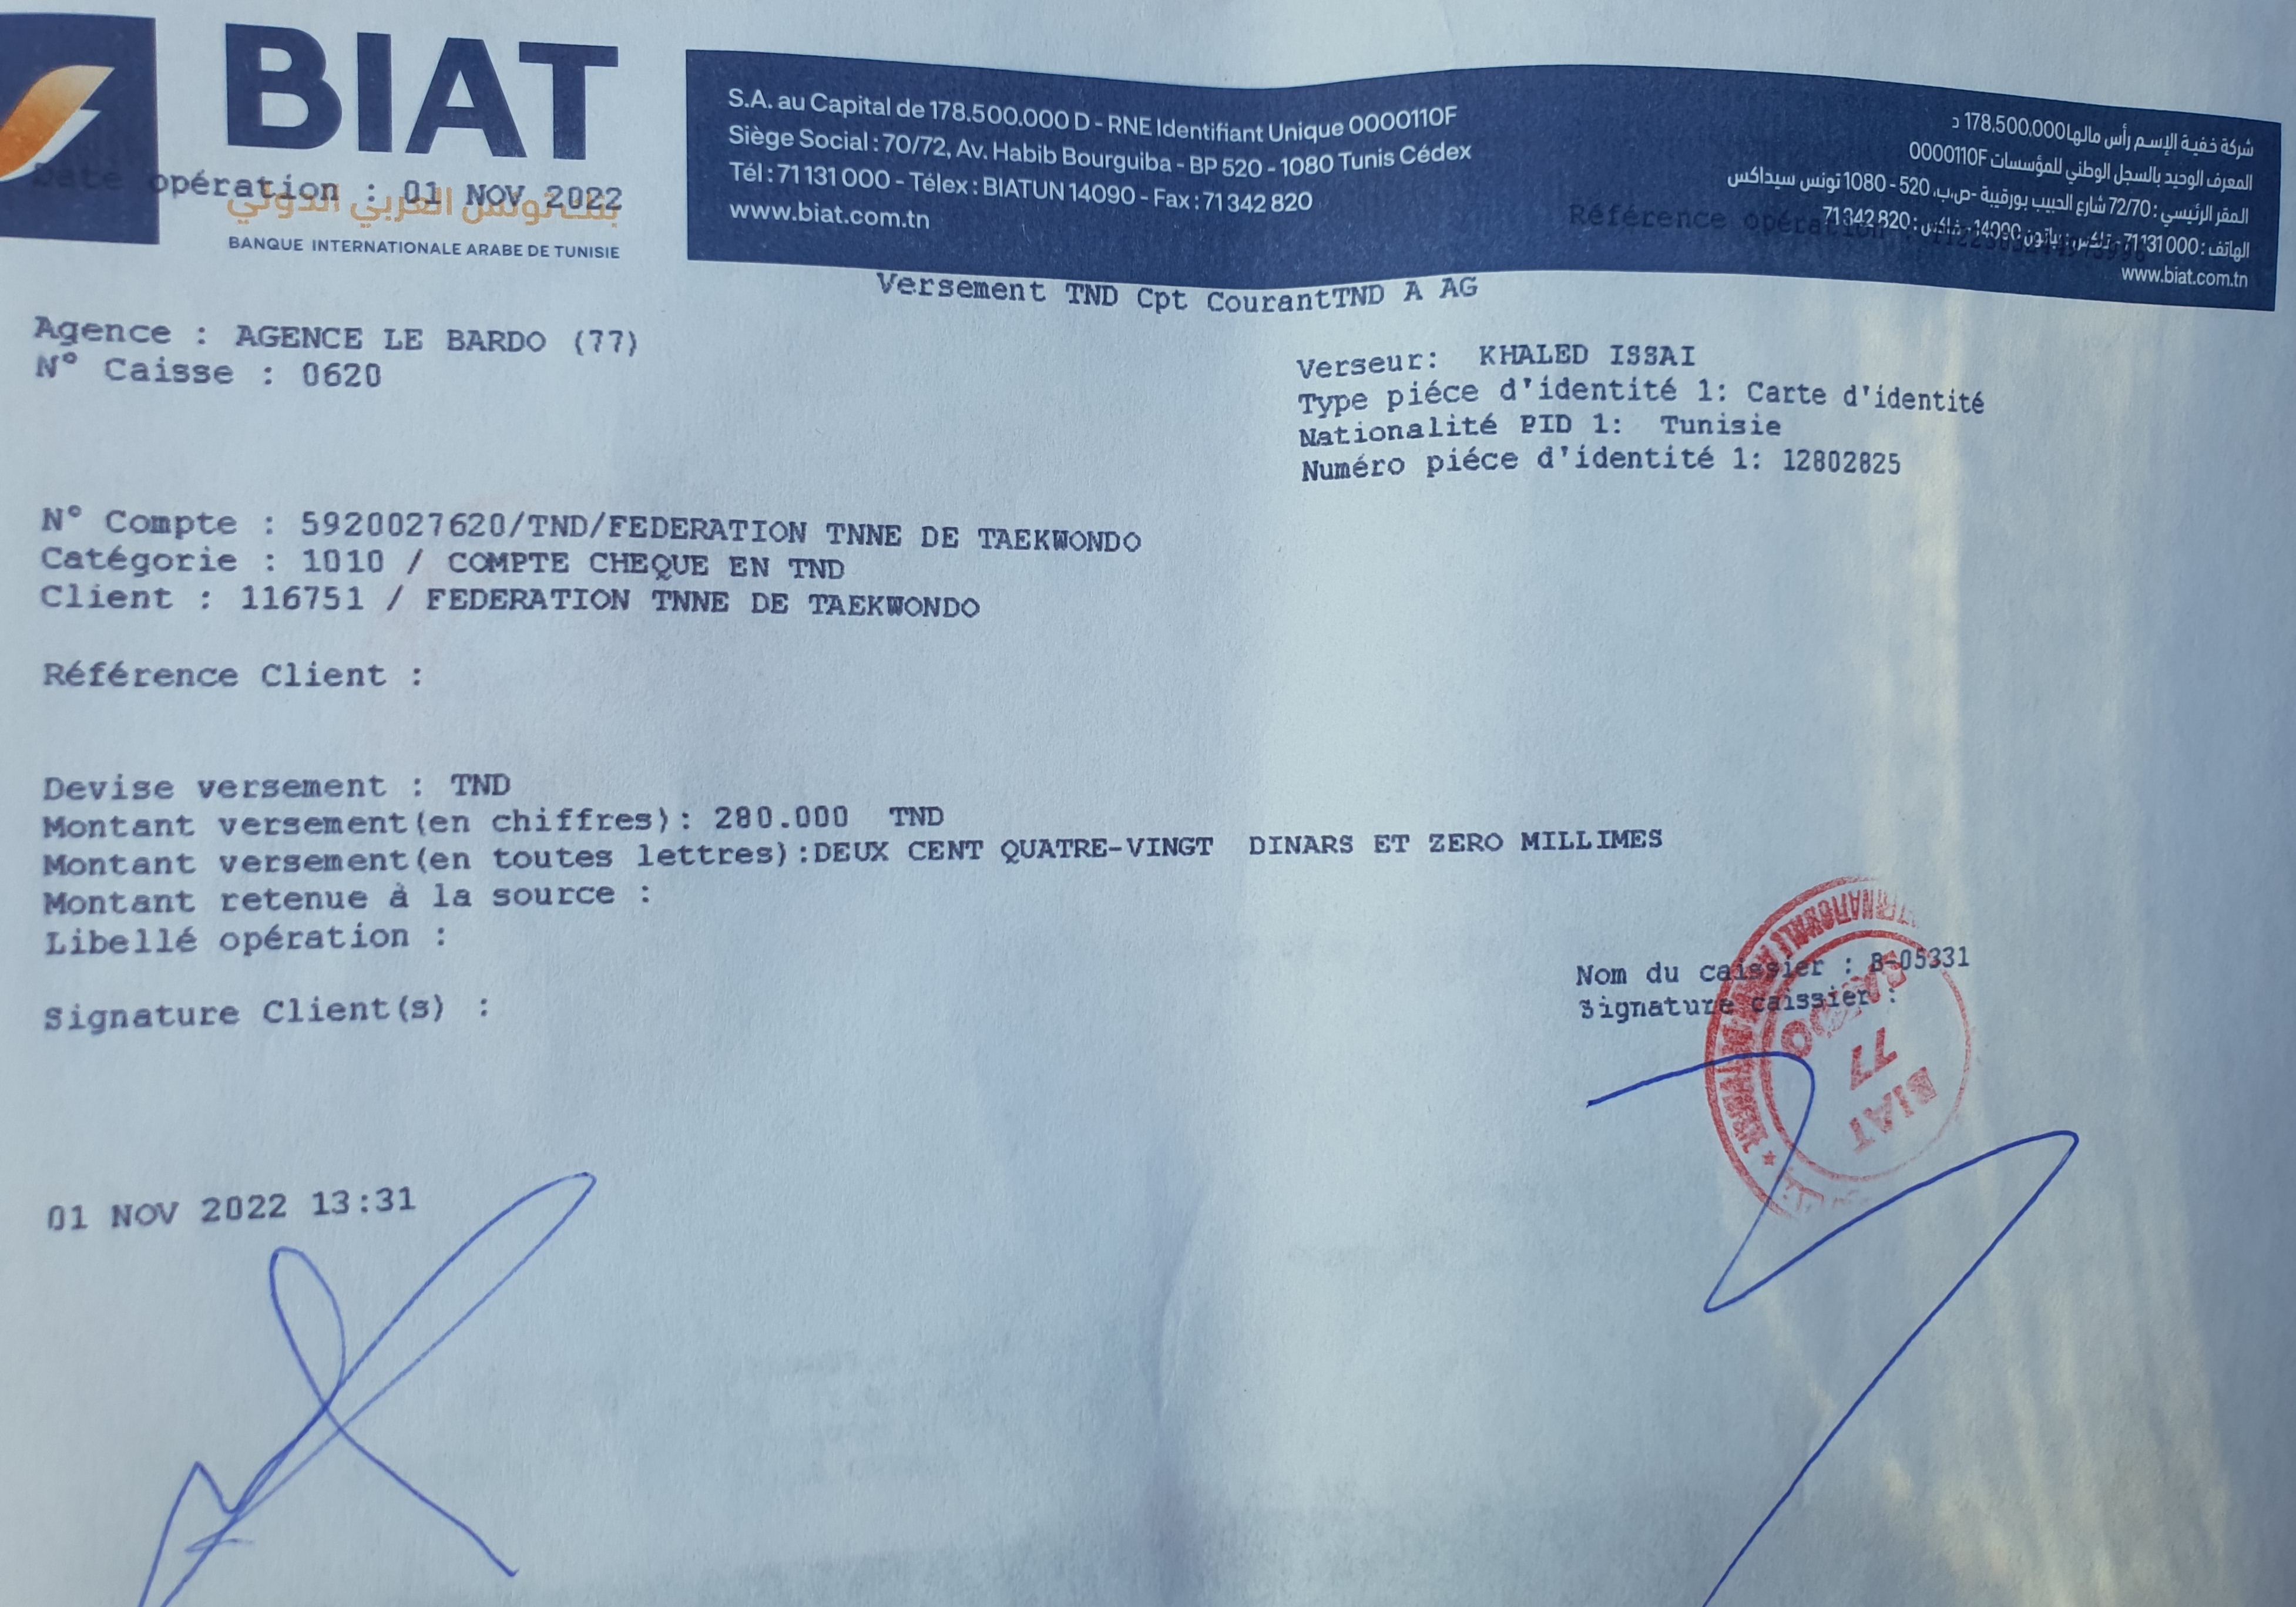 BIAT
بنك تونس العربي الدولي
BANQUE INTERNATIONALE ARABE DE TUNISIE
S.A. au Capital de 178.500.000 D - RNE Identifiant Unique 0000110F
Siège Social : 70/72, Av. Habib Bourguiba - BP 520 - 1080 Tunis Cédex
Tél : 71 131 000 - Télex : BIATUN 14090 - Fax : 71 342 820
www.biat.com.tn
شركة خفية الإسم رأس مالها 178.500.000 د
المعرف الوحيد بالسجل الوطني للمؤسسات 0000110F
المقر الرئيسي : 72/70 شارع الحبيب بورقيبة -ص.ب. 520 - 1080 تونس سيداكس
الهاتف : 71131000 - تلكس : بياتون 14090 - فاكس : 71342820
www.biat.com.tn
Date opération : 01 NOV 2022
Référence opération :
Versement TND Cpt CourantTND A AG
Agence : AGENCE LE BARDO (77)
N° Caisse : 0620
Verseur: KHALED ISSAI
Type piéce d'identité 1: Carte d'identité
Nationalité PID 1: Tunisie
Numéro piéce d'identité 1: 12802825
N° Compte : 5920027620/TND/FEDERATION TNNE DE TAEKWONDO
Catégorie : 1010 / COMPTE CHEQUE EN TND
Client : 116751 / FEDERATION TNNE DE TAEKWONDO
Référence Client :
Devise versement : TND
Montant versement(en chiffres): 280.000 TND
Montant versement(en toutes lettres):DEUX CENT QUATRE-VINGT DINARS ET ZERO MILLIMES
Montant retenue à la source :
Libellé opération :
Nom du caissier : B-05331
Signature caissier :
Signature Client(s) :
BIAT
77
01 NOV 2022 13:31